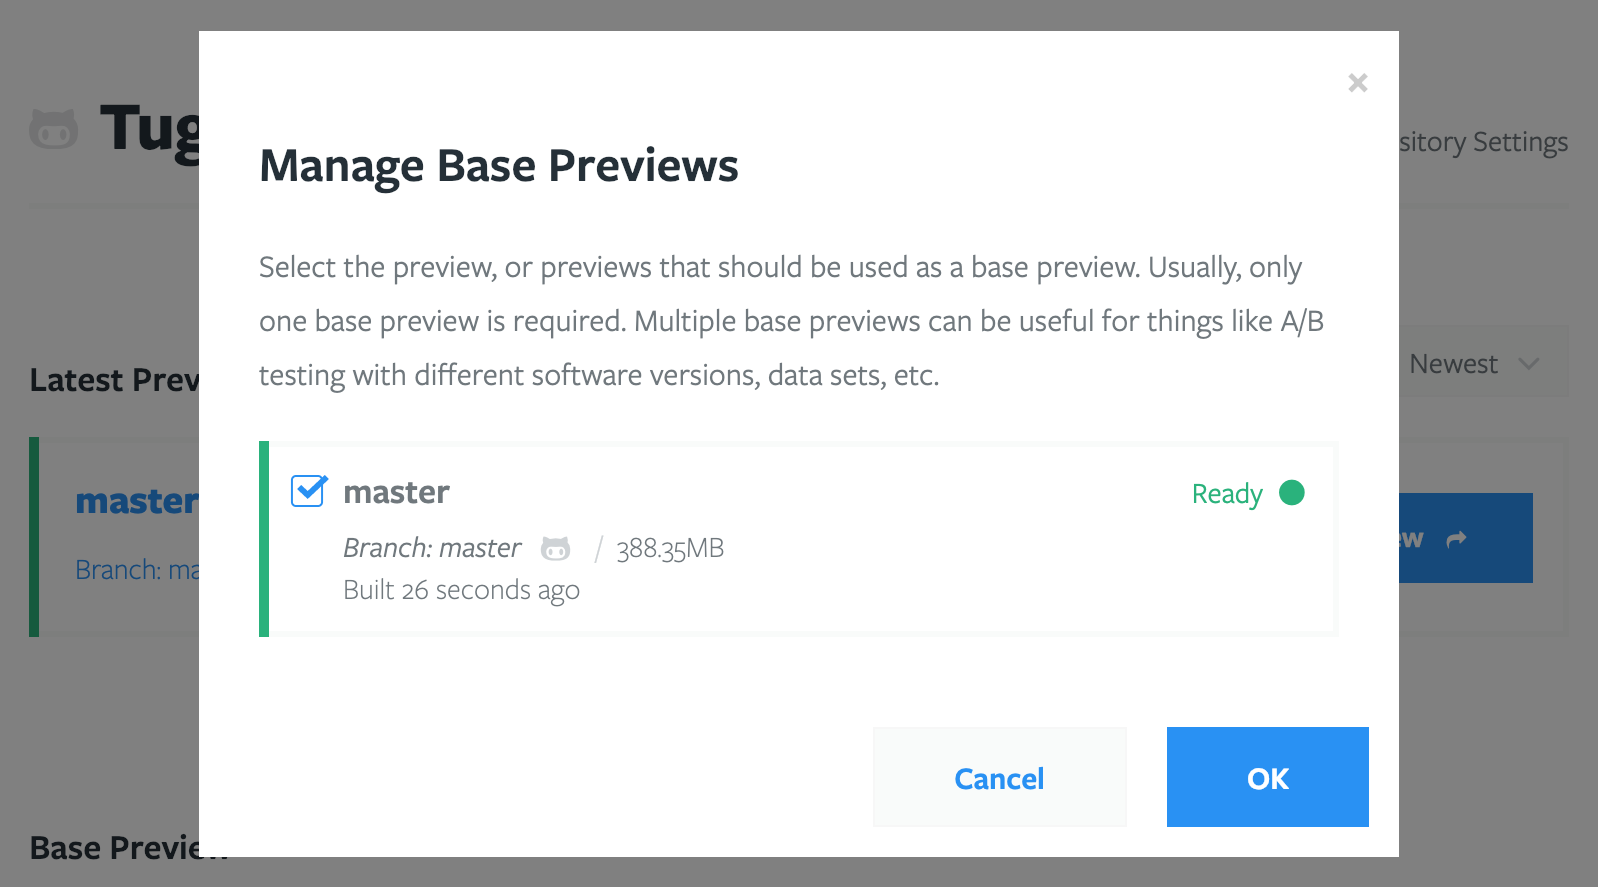 Tug
sitory Settings
×
Manage Base Previews
Select the preview, or previews that should be used as a base preview. Usually, only
one base preview is required. Multiple base previews can be useful for things like A/B
testing with different software versions, data sets, etc.
Latest Prev
Newest
master
Branch: ma
ew
master
Ready
Branch: master / 388.35MB
Built 26 seconds ago
Cancel
OK
Base Preview